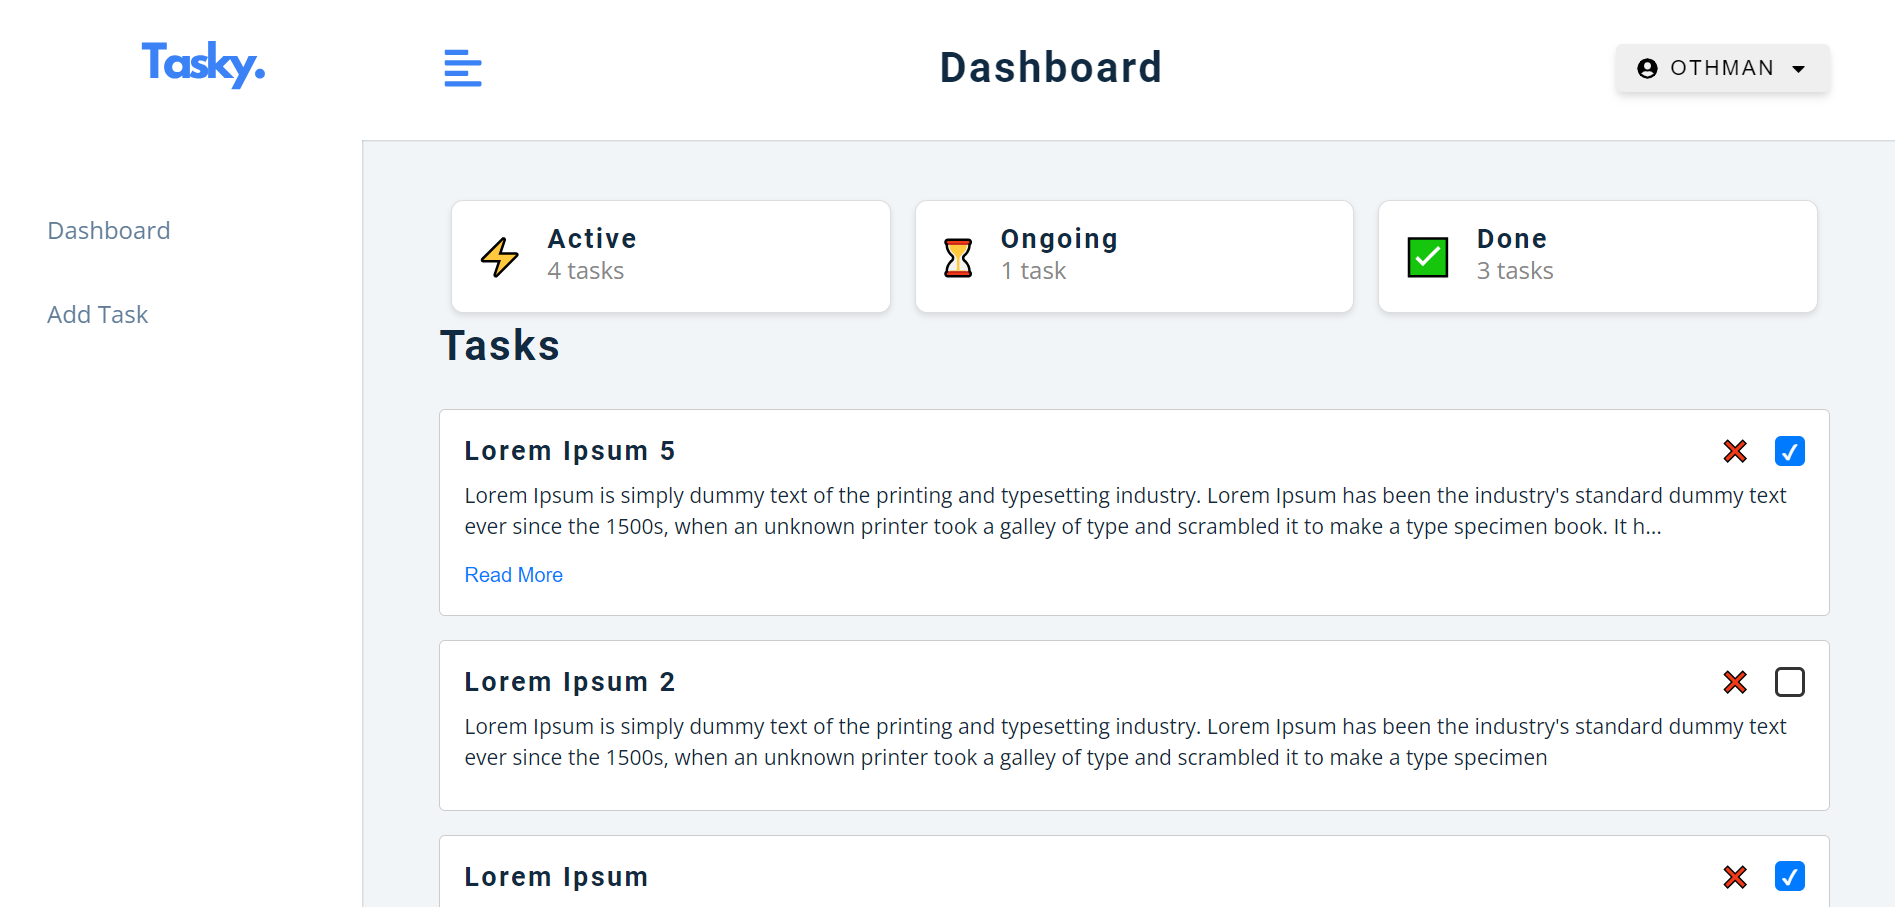 Tasky.
Dashboard
OTHMAN
Dashboard
Add Task
Active
4 tasks
Ongoing
1 task
Done
3 tasks
Tasks
Lorem Ipsum 5
Lorem Ipsum is simply dummy text of the printing and typesetting industry. Lorem Ipsum has been the industry's standard dummy text
ever since the 1500s, when an unknown printer took a galley of type and scrambled it to make a type specimen book. It h...
Read More
Lorem Ipsum 2
Lorem Ipsum is simply dummy text of the printing and typesetting industry. Lorem Ipsum has been the industry's standard dummy text
ever since the 1500s, when an unknown printer took a galley of type and scrambled it to make a type specimen
Lorem Ipsum